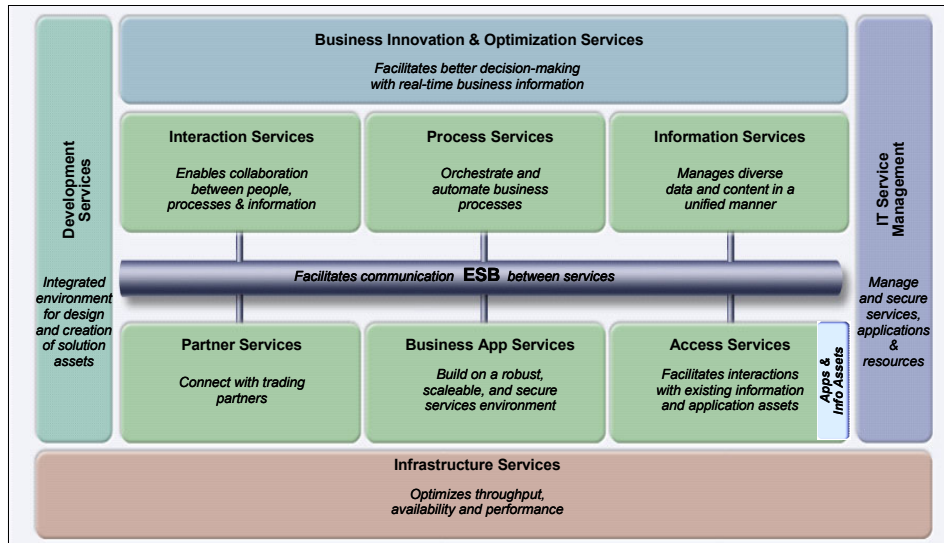 Business Innovation & Optimization Services
Facilitates better decision-making
with real-time business information
Development
Services
Integrated
environment
for design
and creation
of solution
assets
Interaction Services
Enables collaboration
between people,
processes & information
Process Services
Orchestrate and
automate business
processes
Information Services
Manages diverse
data and content in a
unified manner
IT Service
Management
Manage
and secure
services,
applications
&
resources
Facilitates communication ESB between services
Partner Services
Connect with trading
partners
Business App Services
Build on a robust,
scaleable, and secure
services environment
Access Services
Facilitates interactions
with existing information
and application assets
Apps &
Info Assets
Infrastructure Services
Optimizes throughput,
availability and performance